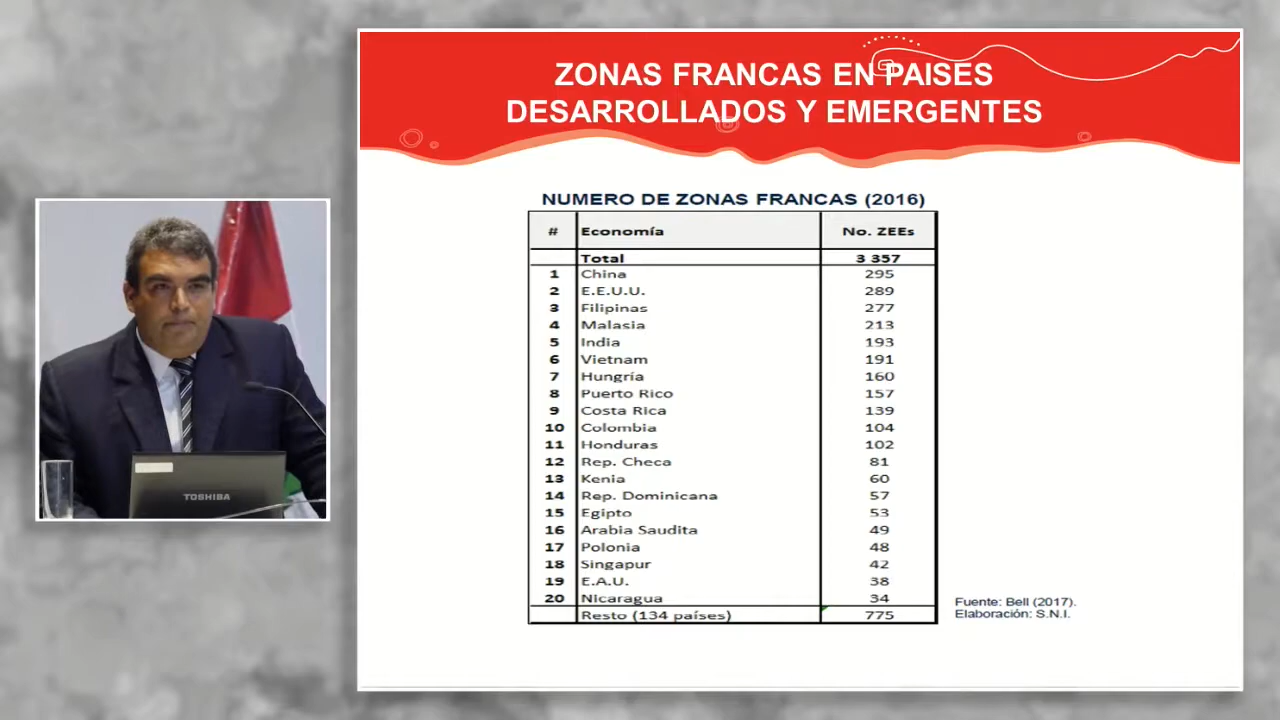 ZONAS FRANCAS EN PAISES
DESARROLLADOS Y EMERGENTES
NUMERO DE ZONAS FRANCAS (2016)
# Economía No. ZEEs
Total 3 357
1 China 295
2 E.E.U.U. 289
3 Filipinas 277
4 Malasia 213
5 India 193
6 Vietnam 191
7 Hungría 160
8 Puerto Rico 157
9 Costa Rica 139
10 Colombia 104
11 Honduras 102
12 Rep. Checa 81
13 Kenia 60
14 Rep. Dominicana 57
15 Egipto 53
16 Arabia Saudita 49
17 Polonia 48
18 Singapur 42
19 E.A.U. 38
20 Nicaragua 34
Resto (134 países) 775
Fuente: Bell (2017).
Elaboración: S.N.I.
TOSHIBA